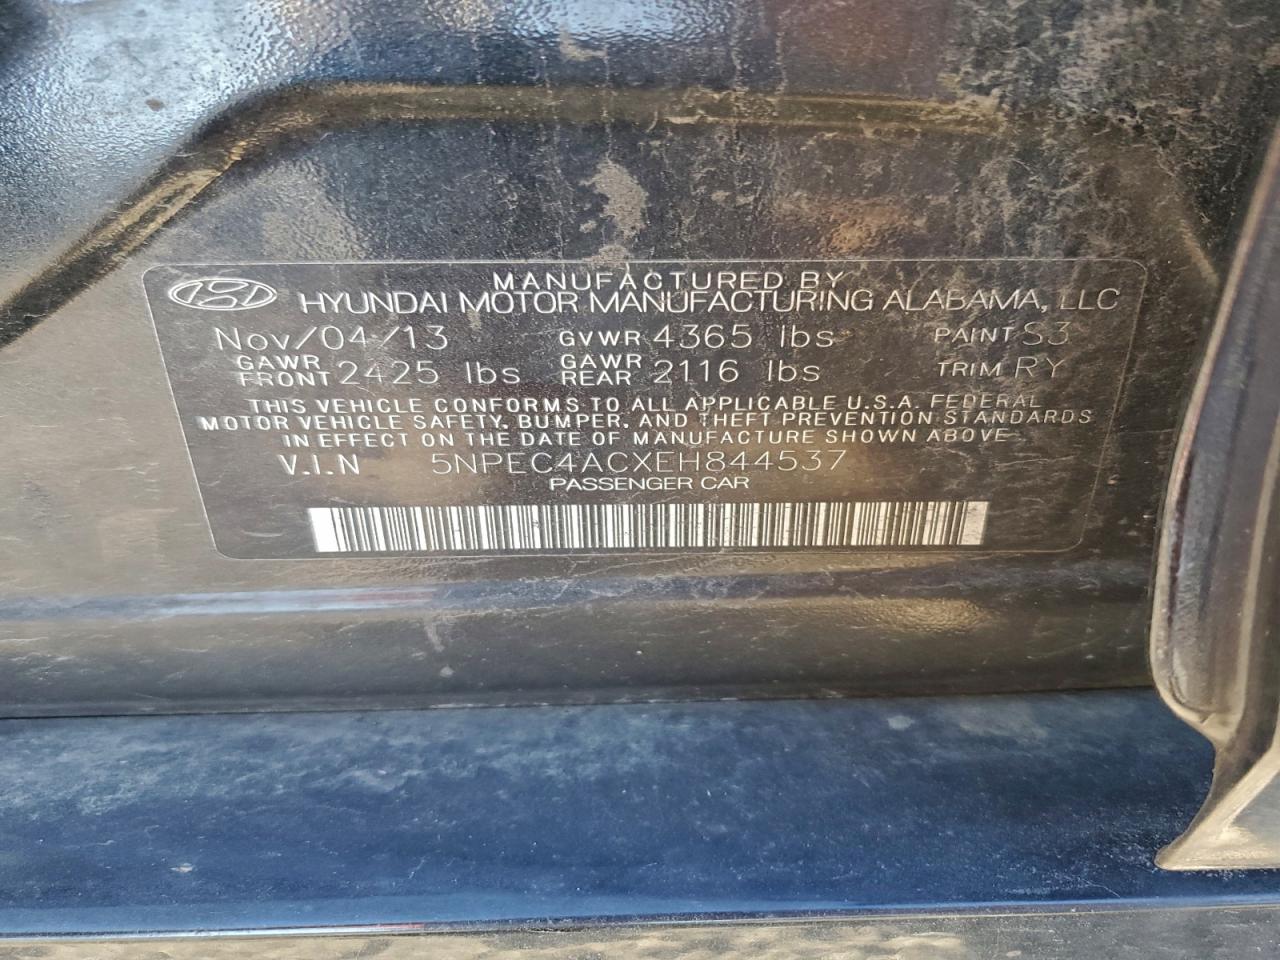 MANUFACTURED BY
HYUNDAI MOTOR MANUFACTURING ALABAMA, LLC
Nov/04/13 GVWR 4365 lbs PAINT S3
GAWR FRONT 2425 lbs GAWR REAR 2116 lbs TRIM RY
THIS VEHICLE CONFORMS TO ALL APPLICABLE U.S.A. FEDERAL
MOTOR VEHICLE SAFETY, BUMPER, AND THEFT PREVENTION STANDARDS
IN EFFECT ON THE DATE OF MANUFACTURE SHOWN ABOVE
V.I.N 5NPEC4ACXEH844537
PASSENGER CAR